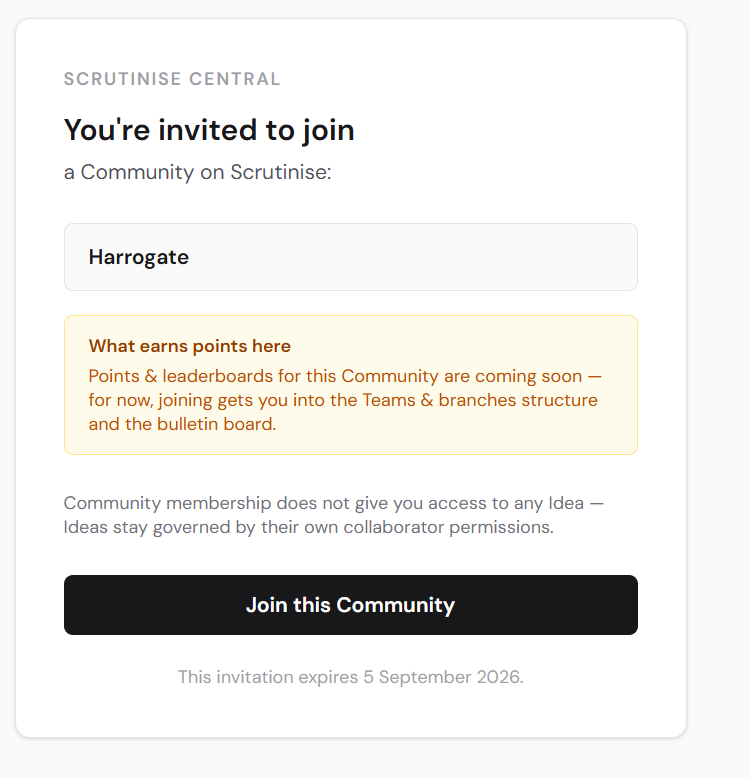 SCRUTINISE CENTRAL
You're invited to join
a Community on Scrutinise:
Harrogate
What earns points here
Points & leaderboards for this Community are coming soon —
for now, joining gets you into the Teams & branches structure
and the bulletin board.
Community membership does not give you access to any Idea —
Ideas stay governed by their own collaborator permissions.
Join this Community
This invitation expires 5 September 2026.